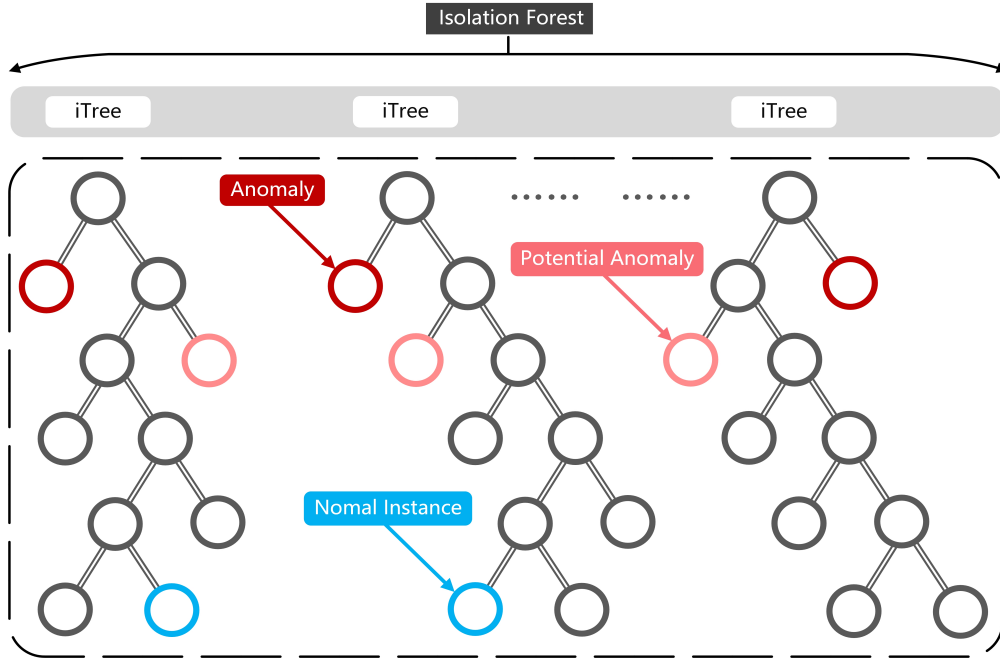 Isolation Forest
iTree
iTree
iTree
Anomaly
...... ......
Potential Anomaly
Nomal Instance